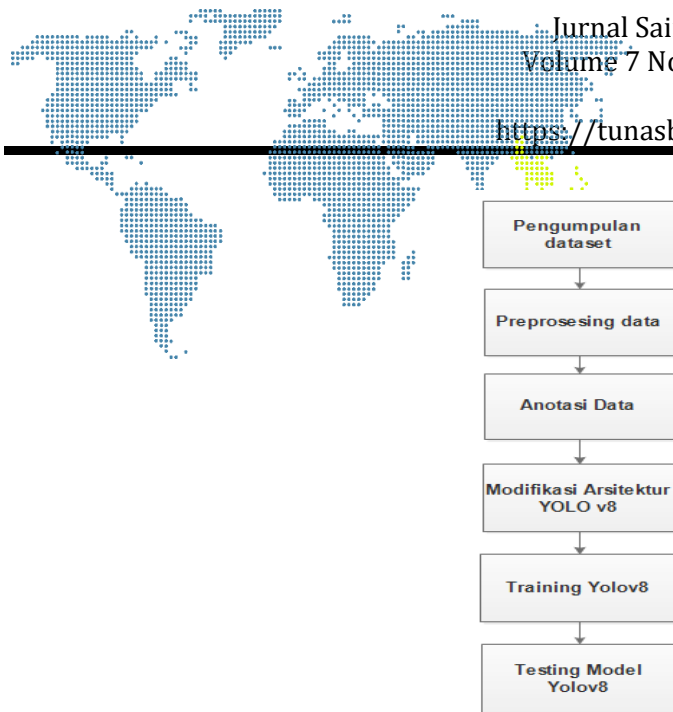 Jurnal Sai
Volume 7 No
https://tunasb
Pengumpulan
dataset
Preprosesing data
Anotasi Data
Modifikasi Arsitektur
YOLO v8
Training Yolov8
Testing Model
Yolov8